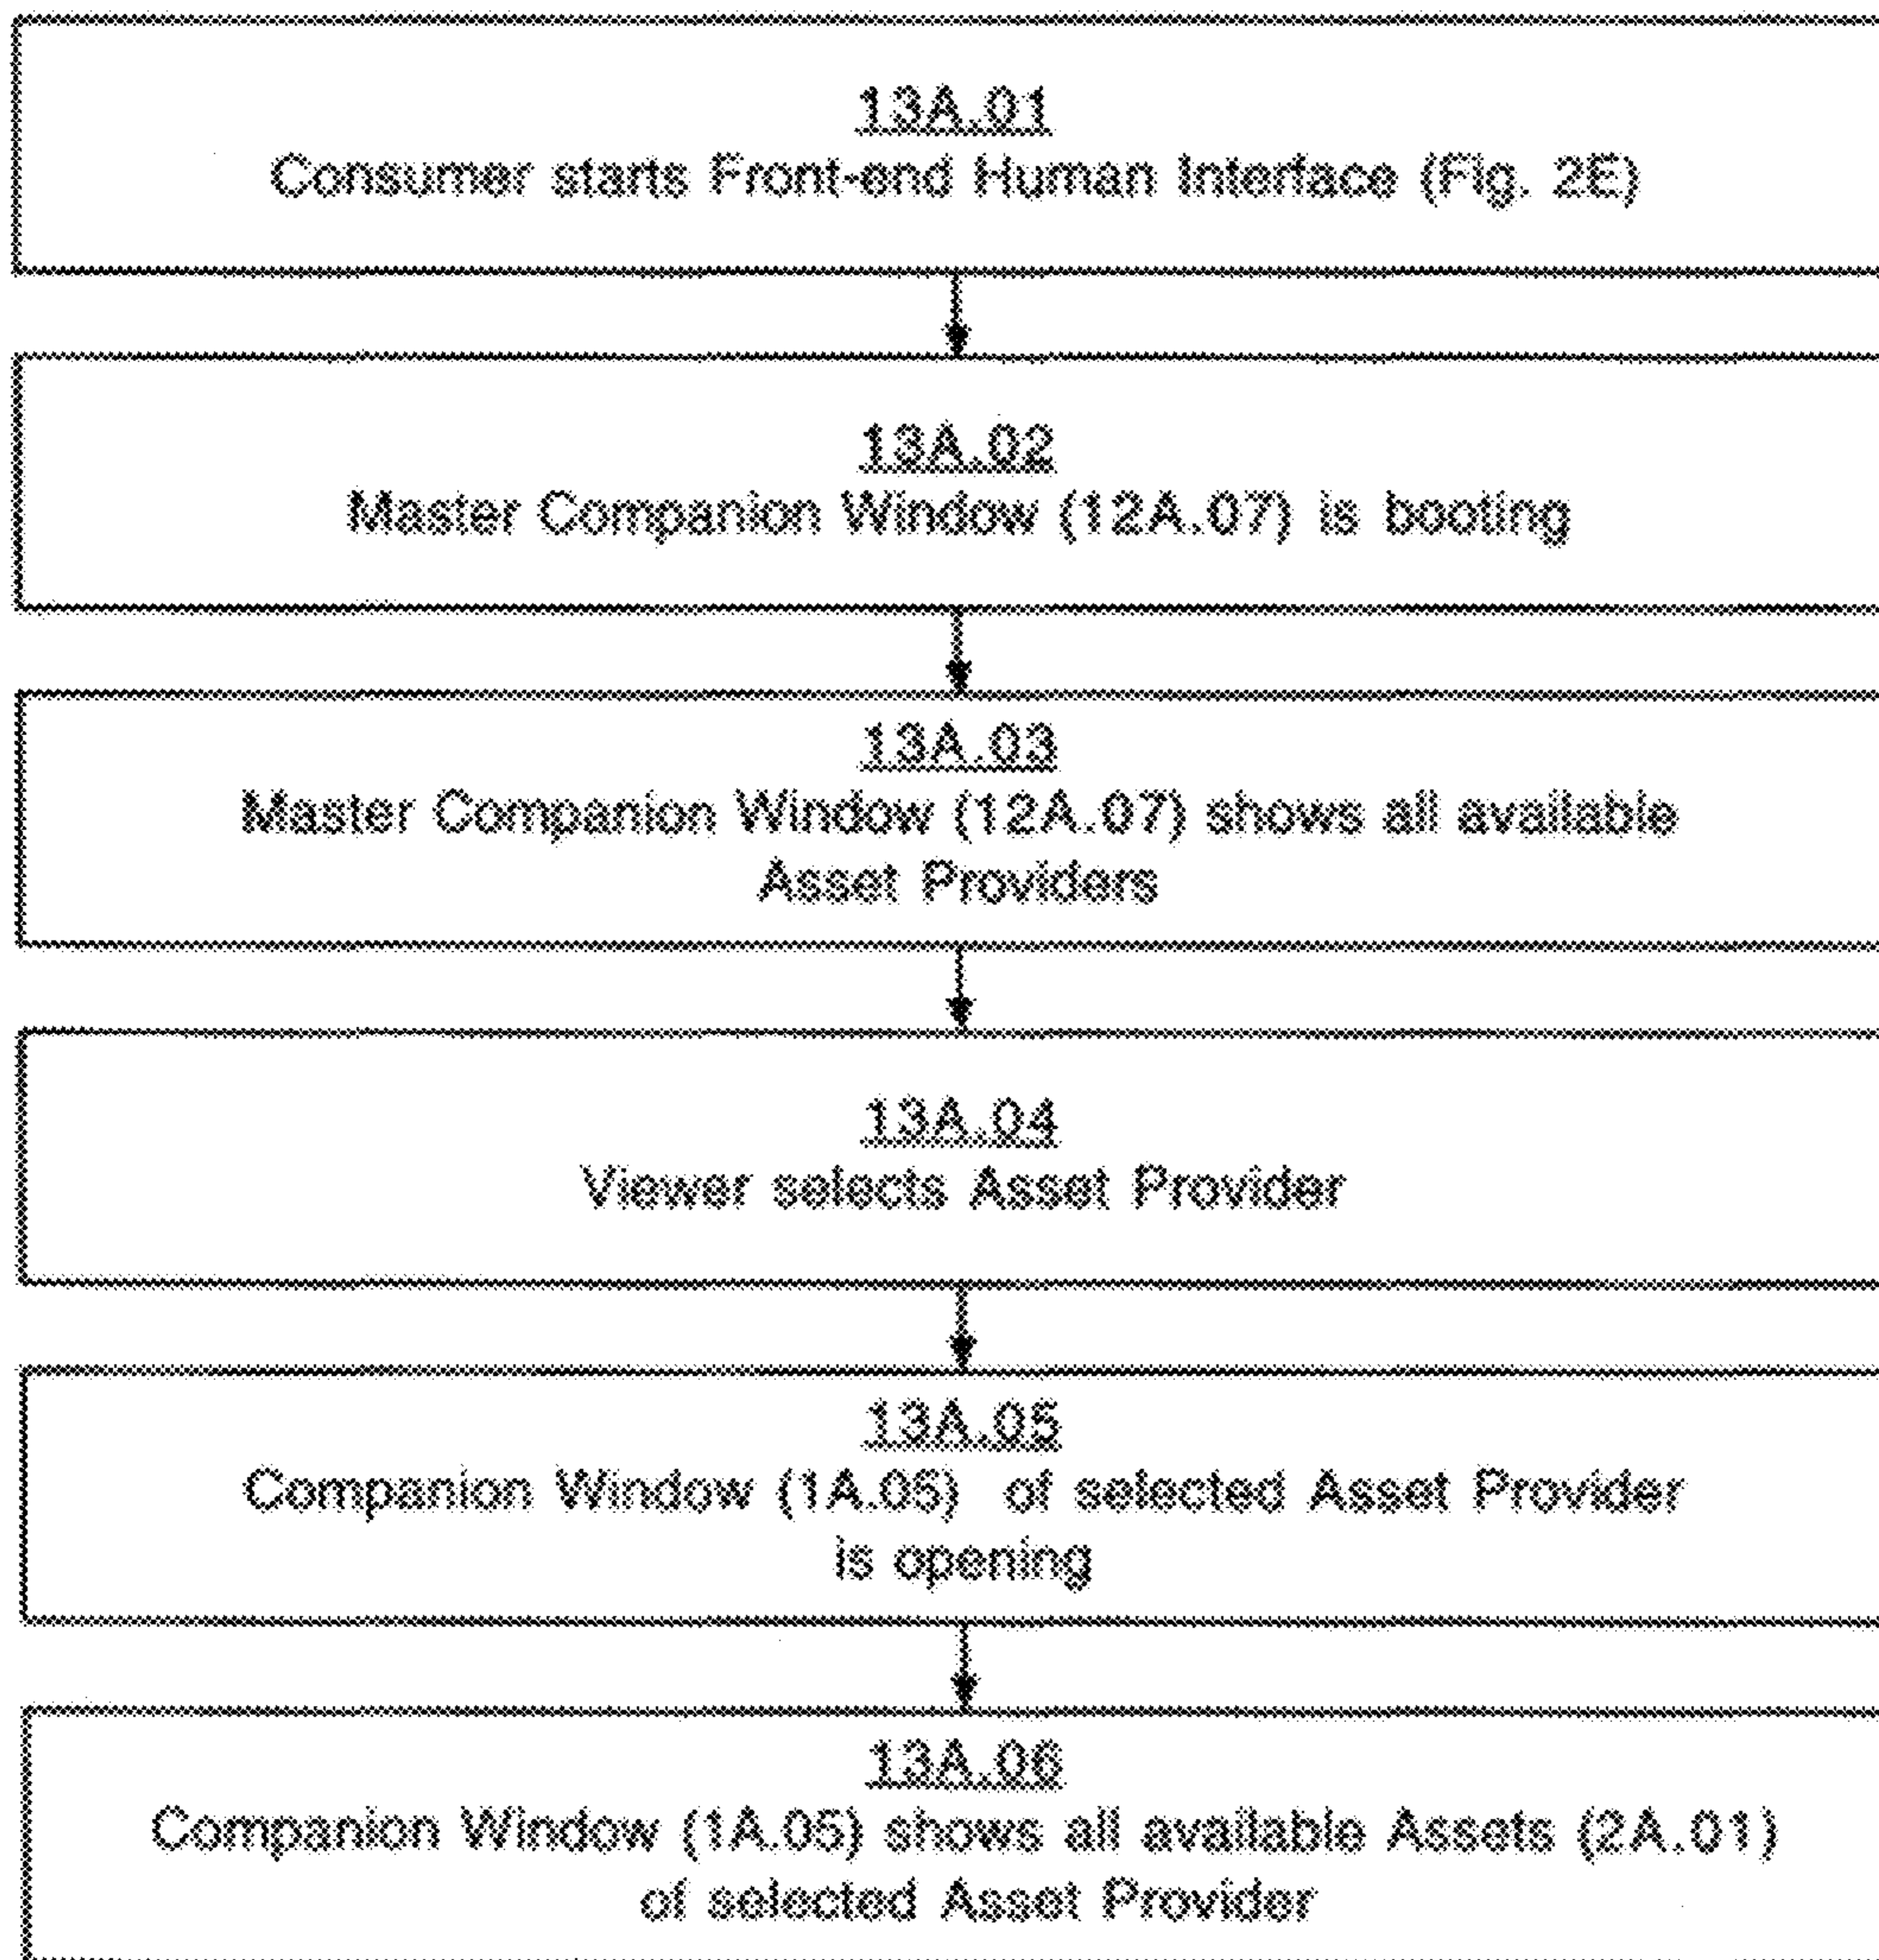 13A.01
Consumer starts Front-end Human Interface (Fig. 2E)
13A.02
Master Companion Window (12A.07) is booting
13A.03
Master Companion Window (12A.07) shows all available
Asset Providers
13A.04
Viewer selects Asset Provider
13A.05
Companion Window (1A.05) of selected Asset Provider
is opening
13A.06
Companion Window (1A.05) shows all available Assets (2A.01)
of selected Asset Provider